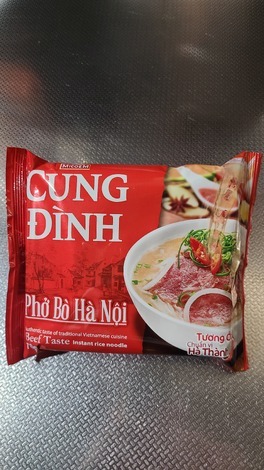 MICOEM
CUNG
ĐÌNH
Phở Bò Hà Nội
Authentic taste of traditional Vietnamese cuisine
Beef Taste Instant rice noodle
Tương
Chuẩn vị
Hà Thàn